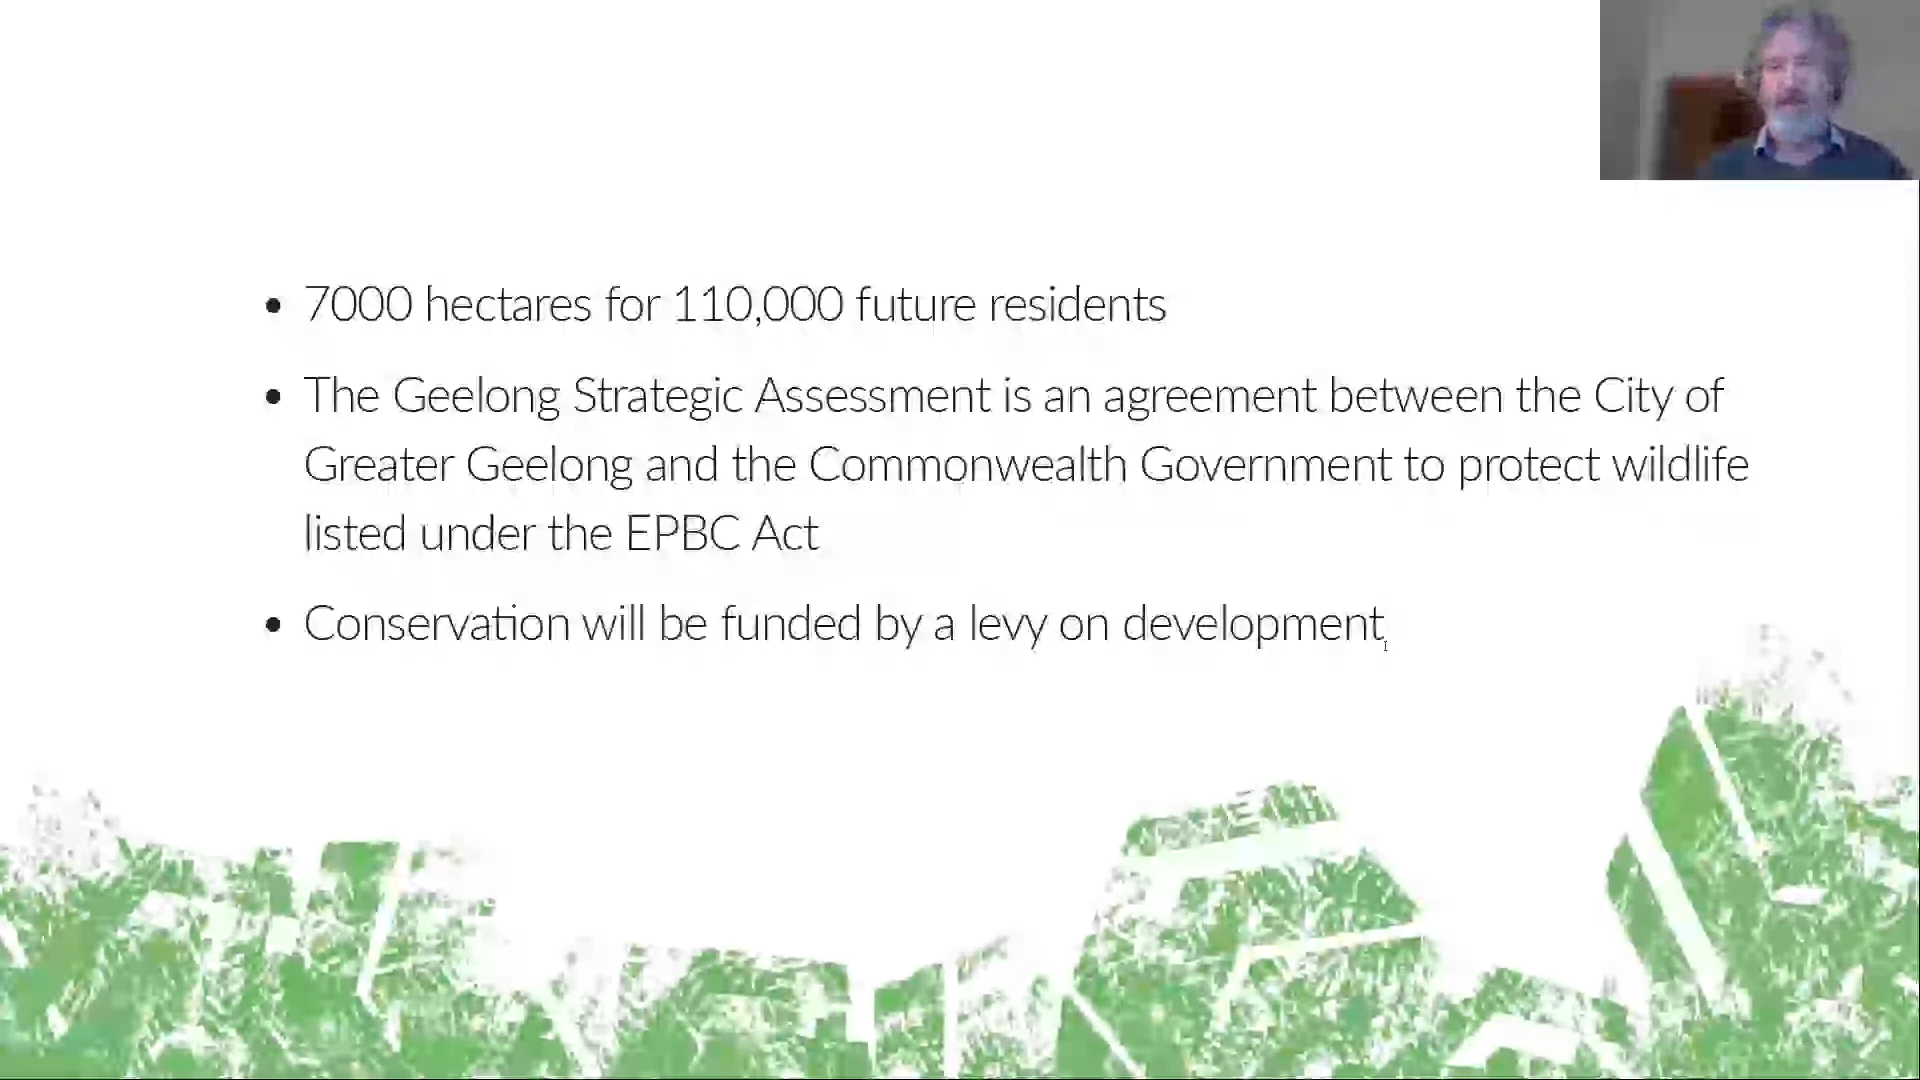 • 7000 hectares for 110,000 future residents
• The Geelong Strategic Assessment is an agreement between the City of
Greater Geelong and the Commonwealth Government to protect wildlife
listed under the EPBC Act
• Conservation will be funded by a levy on development